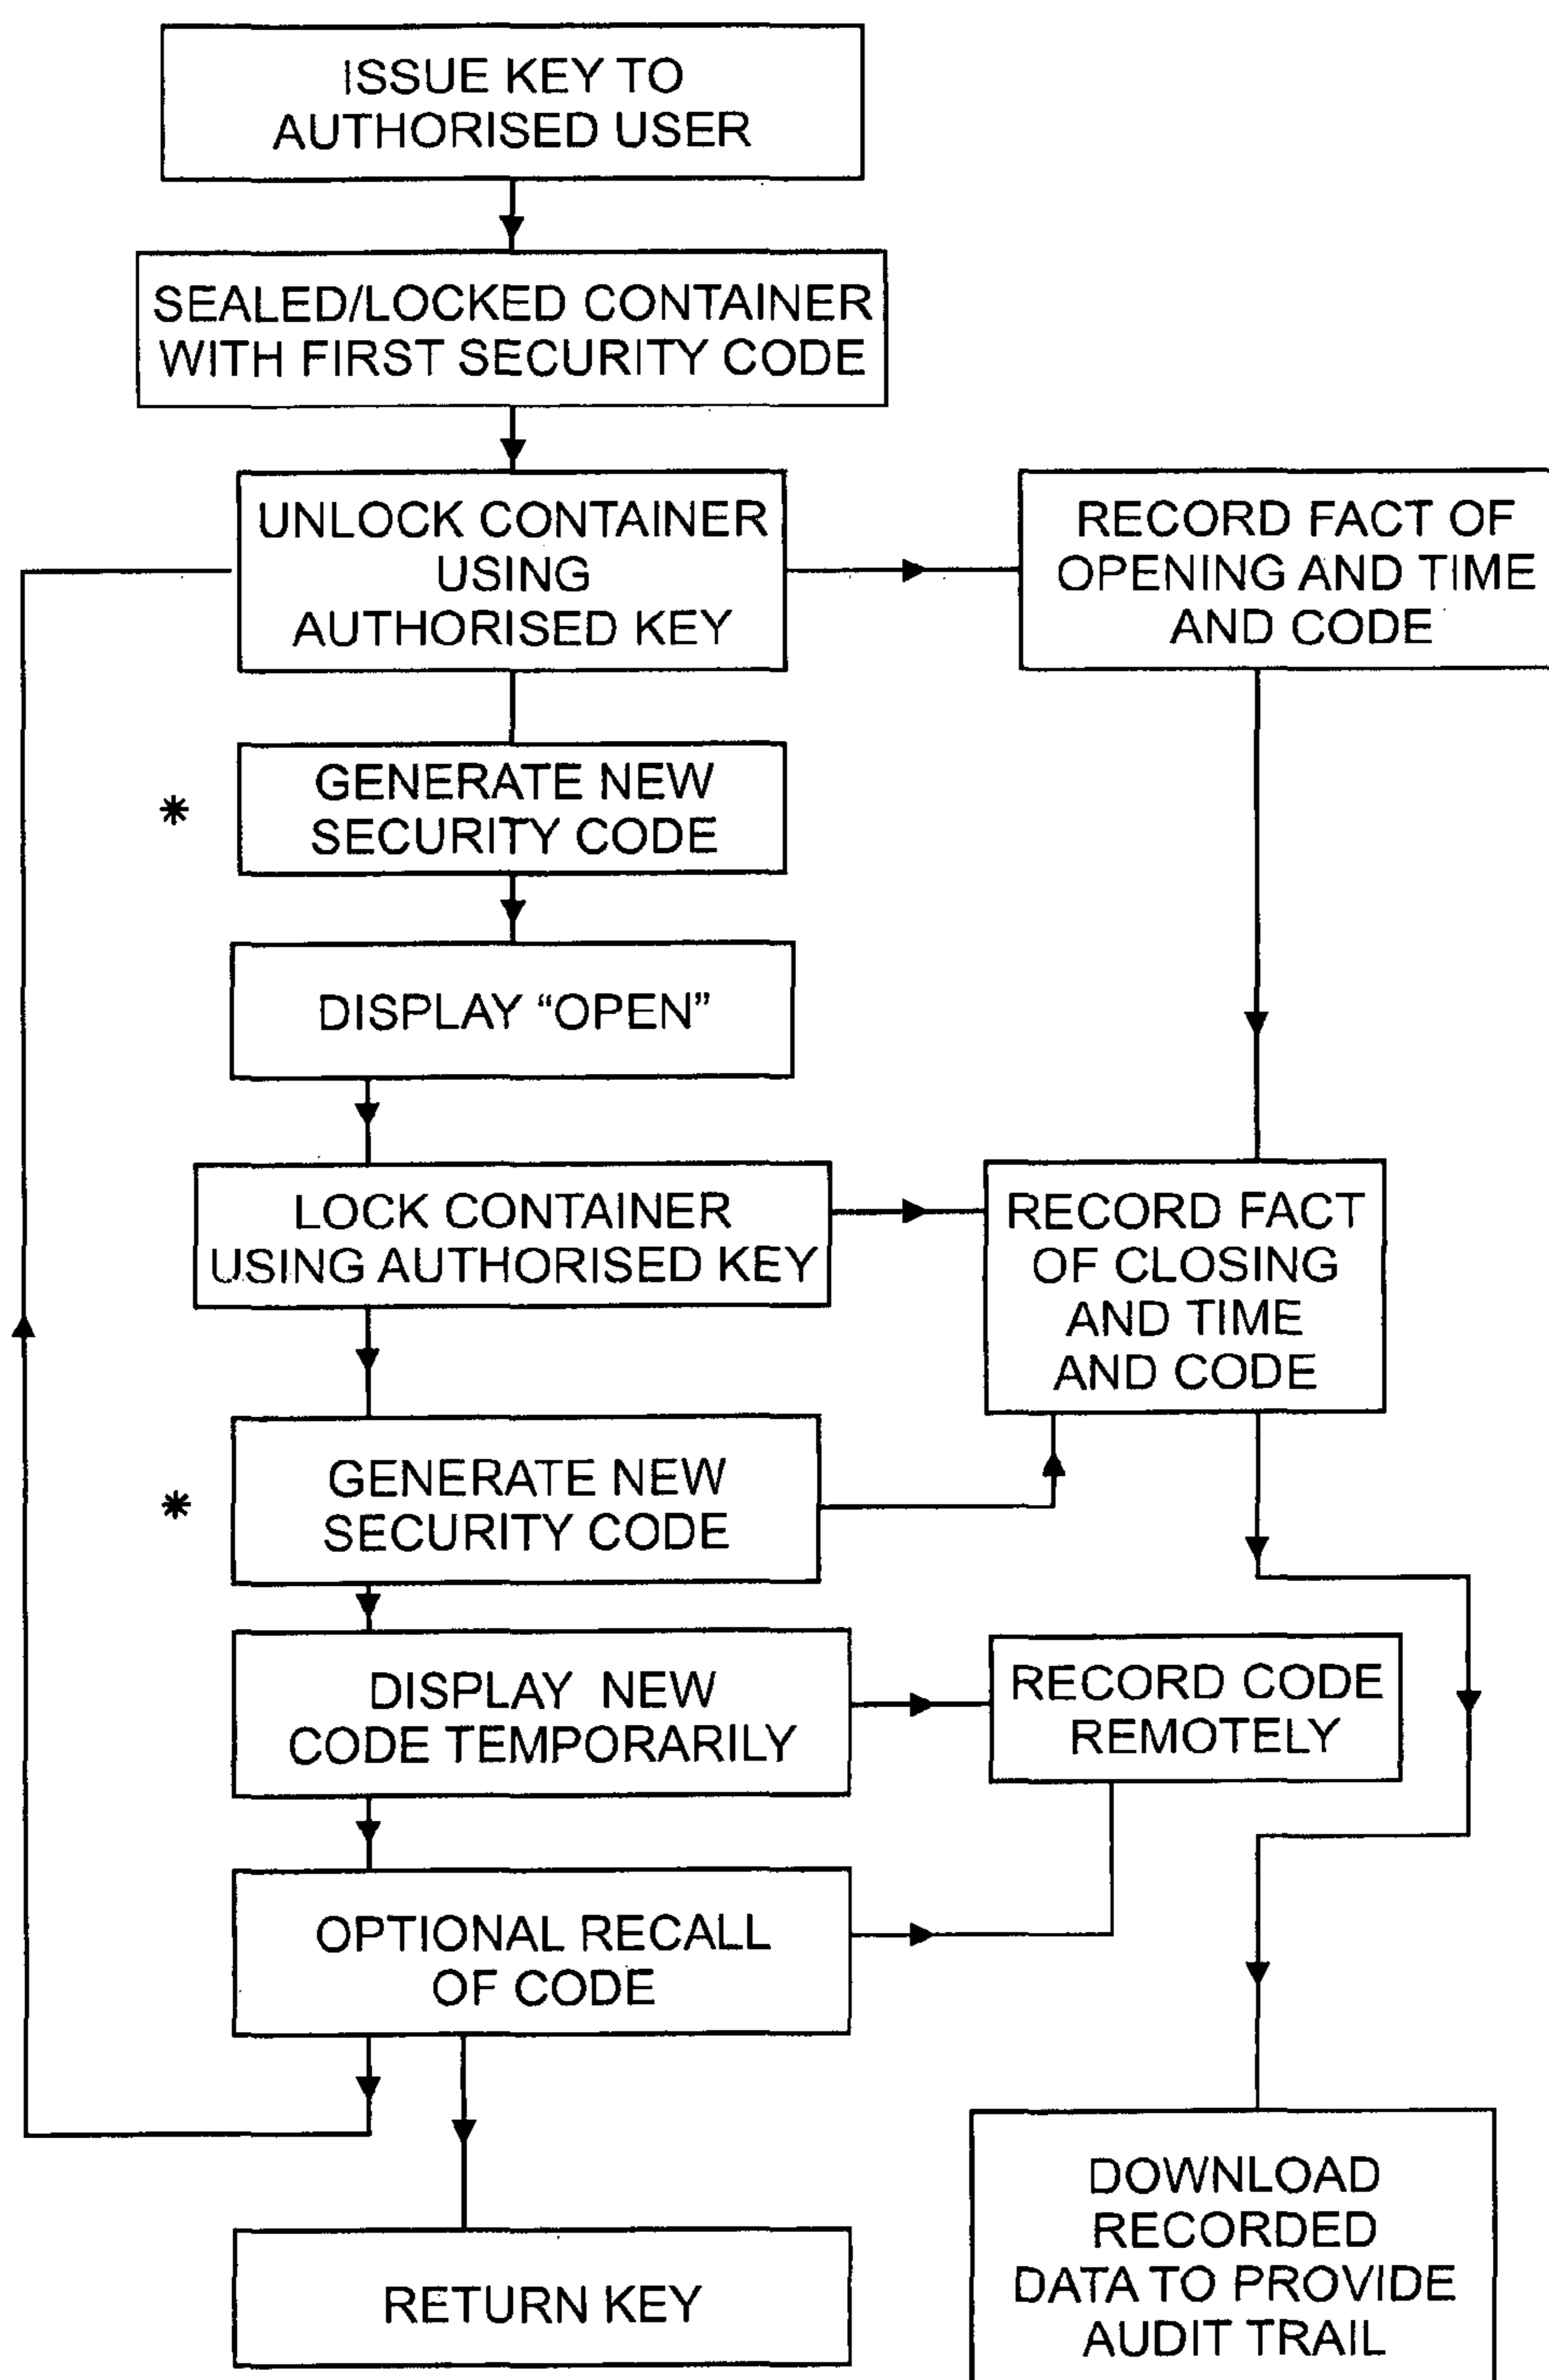 ISSUE KEY TO
AUTHORISED USER
SEALED/LOCKED CONTAINER
WITH FIRST SECURITY CODE
UNLOCK CONTAINER
USING
AUTHORISED KEY
RECORD FACT OF
OPENING AND TIME
AND CODE
*
GENERATE NEW
SECURITY CODE
DISPLAY “OPEN”
LOCK CONTAINER
USING AUTHORISED KEY
RECORD FACT
OF CLOSING
AND TIME
AND CODE
*
GENERATE NEW
SECURITY CODE
DISPLAY NEW
CODE TEMPORARILY
RECORD CODE
REMOTELY
OPTIONAL RECALL
OF CODE
RETURN KEY
DOWNLOAD
RECORDED
DATA TO PROVIDE
AUDIT TRAIL